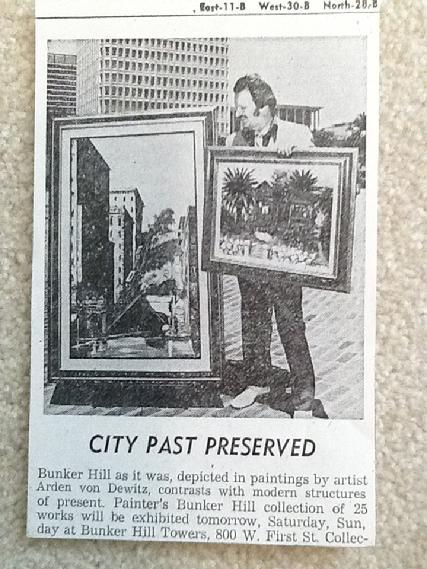 East-11-B West-30-B North-28-B
CITY PAST PRESERVED
Bunker Hill as it was, depicted in paintings by artist
Arden von Dewitz, contrasts with modern structures
of present. Painter's Bunker Hill collection of 25
works will be exhibited tomorrow, Saturday, Sun,
day at Bunker Hill Towers, 800 W. First St. Collec-